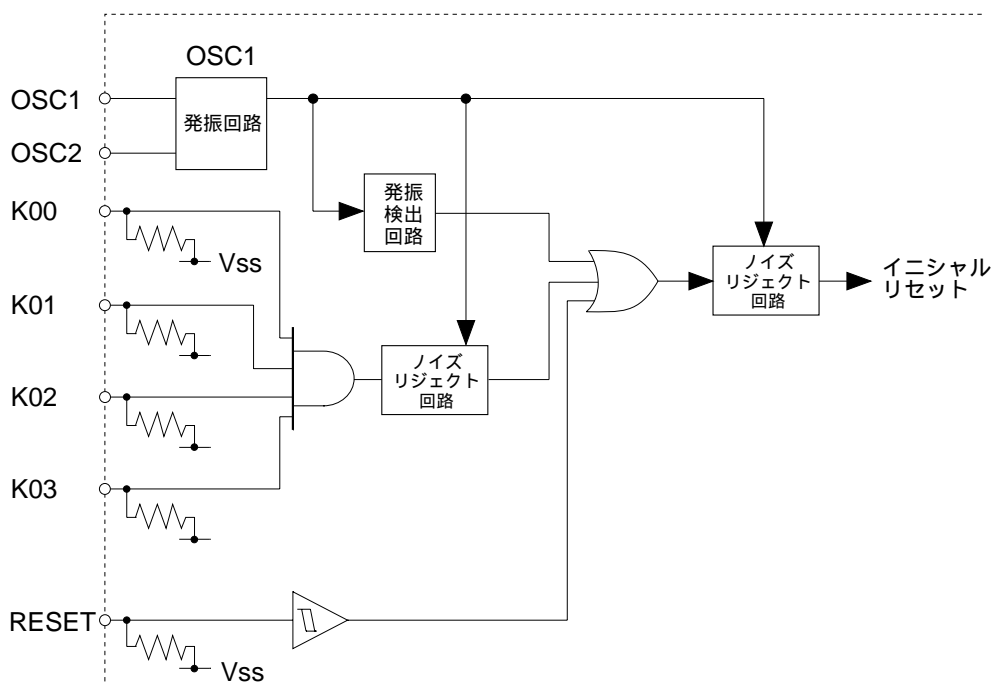 OSC1
OSC1
発振回路
OSC2
K00
発振
検出
回路
Vss
ノイズ
リジェクト
回路
イニシャル
リセット
K01
ノイズ
リジェクト
回路
K02
K03
RESET
Vss